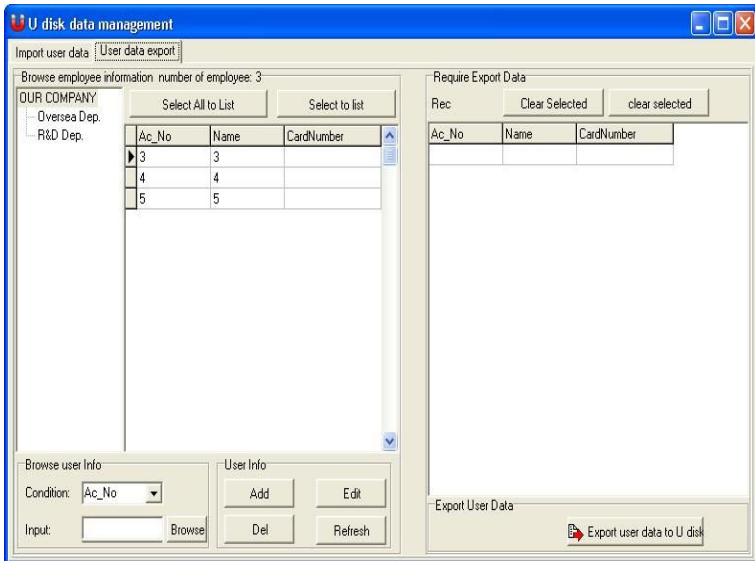 U disk data management
Import user data User data export
Browse employee information number of employee: 3
OUR COMPANY
Oversea Dep.
R&D Dep.
Select All to List Select to list
Ac_No Name CardNumber
3 3
4 4
5 5
Browse user Info
Condition: Ac_No
Input: Browse
User Info
Add Edit
Del Refresh
Require Export Data
Rec Clear Selected clear selected
Ac_No Name CardNumber
Export User Data
Export user data to U disk